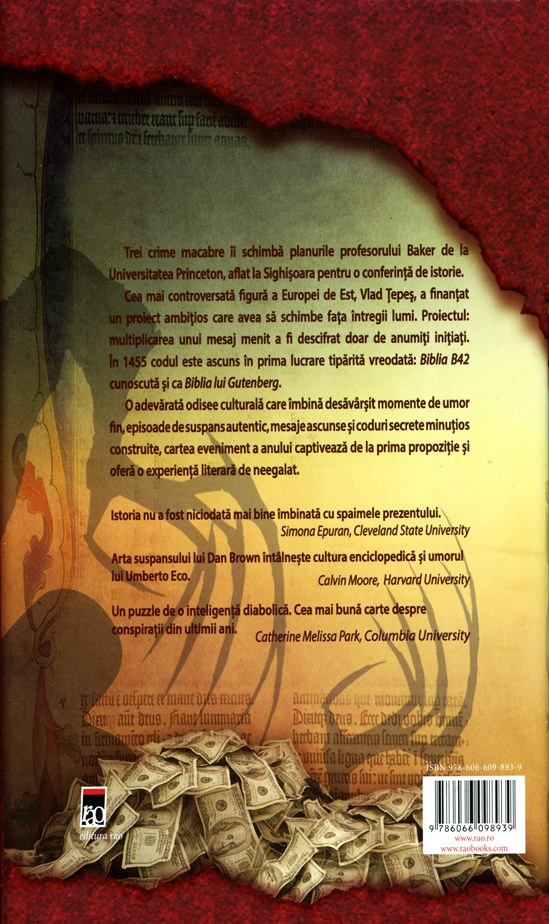 Trei crime macabre îi schimbă planurile profesorului Baker de la
Universitatea Princeton, aflat la Sighișoara pentru o conferință de istorie.
Cea mai controversată figură a Europei de Est, Vlad Țepeș, a finanțat
un proiect ambițios care avea să schimbe fața întregii lumi. Proiectul:
multiplicarea unui mesaj menit a fi descifrat doar de anumiți inițiați.
În 1455 codul este ascuns în prima lucrare tipărită vreodată: Biblia B42
cunoscută și ca Biblia lui Gutenberg.
O adevărată odisee culturală care îmbină desăvârșit momente de umor
fin, episoade de suspans autentic, mesaje ascunse și coduri secrete minuțios
construite, cartea eveniment a anului captivează de la prima propoziție și
oferă o experiență literară de neegalat.
Istoria nu a fost niciodată mai bine îmbinată cu spaimele prezentului.
Simona Epuran, Cleveland State University
Arta suspansului lui Dan Brown întâlnește cultura enciclopedică și umorul
lui Umberto Eco.
Calvin Moore, Harvard University
Un puzzle de o inteligență diabolică. Cea mai bună carte despre
conspirații din ultimii ani.
Catherine Melissa Park, Columbia University
ISBN 978-606-609-893-9
9 786066 098939
www.rao.ro
www.raobooks.com
rao
editura rao